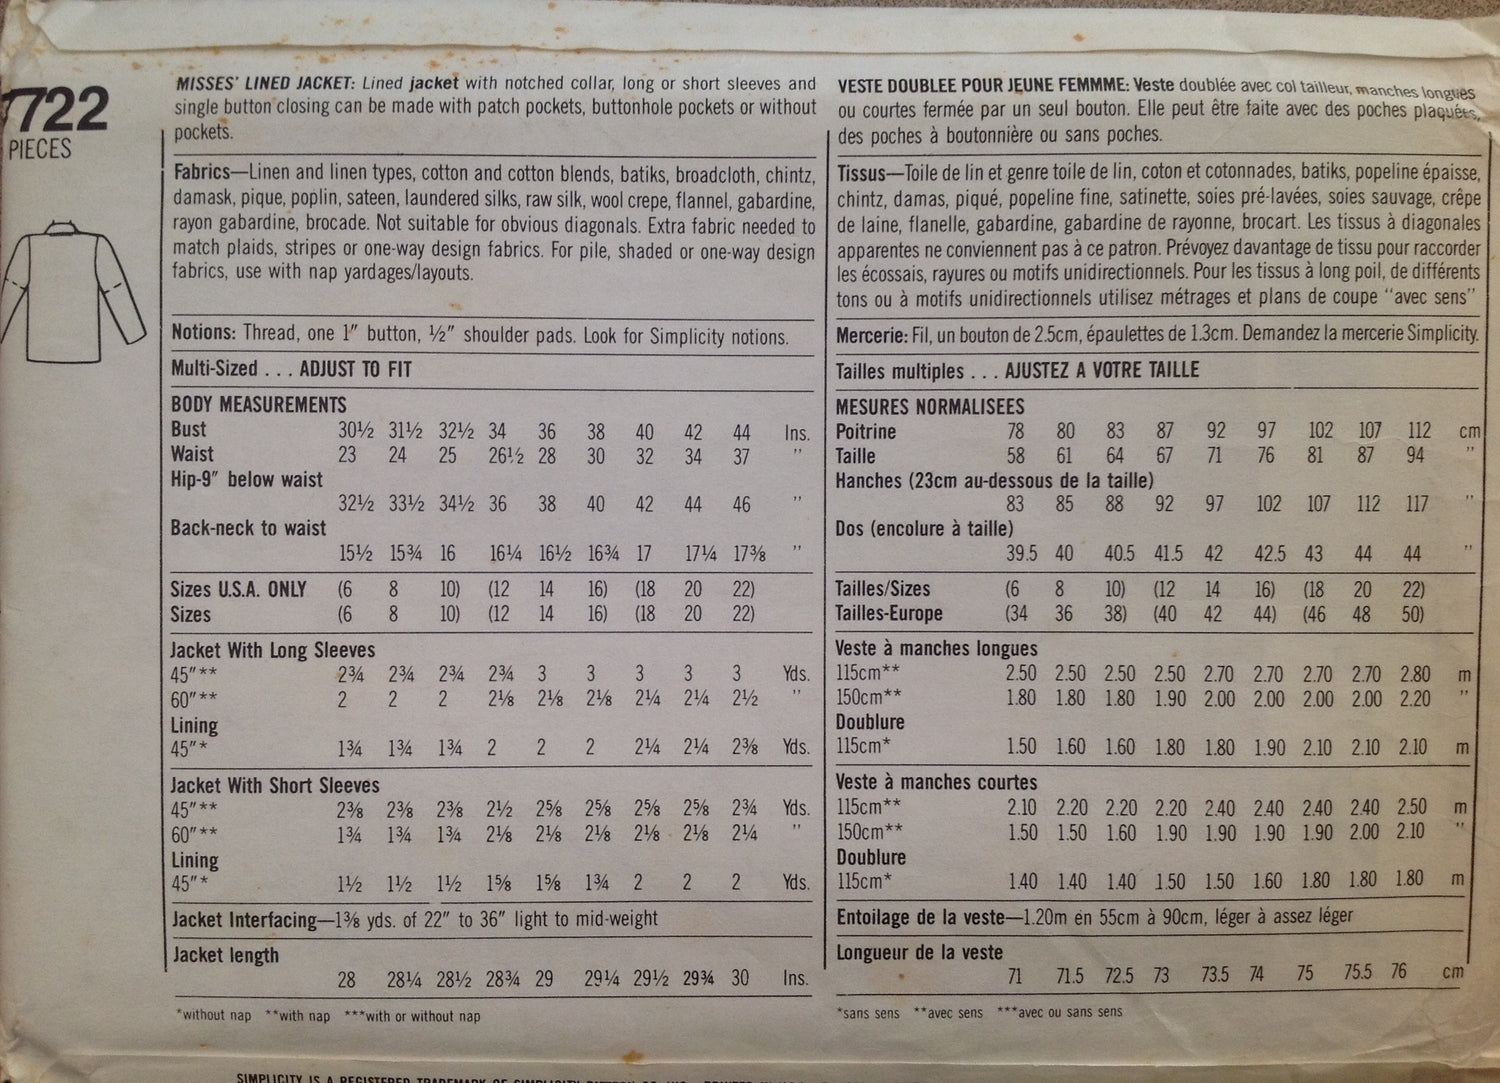 7722
PIECES
MISSES' LINED JACKET: Lined jacket with notched collar, long or short sleeves and
single button closing can be made with patch pockets, buttonhole pockets or without
pockets.
Fabrics—Linen and linen types, cotton and cotton blends, batiks, broadcloth, chintz,
damask, pique, poplin, sateen, laundered silks, raw silk, wool crepe, flannel, gabardine,
rayon gabardine, brocade. Not suitable for obvious diagonals. Extra fabric needed to
match plaids, stripes or one-way design fabrics. For pile, shaded or one-way design
fabrics, use with nap yardages/layouts.
Notions: Thread, one 1" button, ½" shoulder pads. Look for Simplicity notions.
Multi-Sized . . . ADJUST TO FIT
BODY MEASUREMENTS
Bust 30½ 31½ 32½ 34 36 38 40 42 44 Ins.
Waist 23 24 25 26½ 28 30 32 34 37 "
Hip-9" below waist
32½ 33½ 34½ 36 38 40 42 44 46 "
Back-neck to waist
15½ 15¾ 16 16¼ 16½ 16¾ 17 17¼ 17⅜ "
Sizes U.S.A. ONLY (6 8 10) (12 14 16) (18 20 22)
Sizes (6 8 10) (12 14 16) (18 20 22)
Jacket With Long Sleeves
45"** 2¾ 2¾ 2¾ 2¾ 3 3 3 3 3 Yds.
60"** 2 2 2 2⅛ 2⅛ 2⅛ 2¼ 2¼ 2½ "
Lining
45"* 1¾ 1¾ 1¾ 2 2 2 2¼ 2¼ 2⅜ Yds.
Jacket With Short Sleeves
45"** 2⅜ 2⅜ 2⅜ 2½ 2⅝ 2⅝ 2⅝ 2⅝ 2¾ Yds.
60"** 1¾ 1¾ 1¾ 2⅛ 2⅛ 2⅛ 2⅛ 2⅛ 2¼ "
Lining
45"* 1½ 1½ 1½ 1⅝ 1⅝ 1¾ 2 2 2 Yds.
Jacket Interfacing—1⅜ yds. of 22" to 36" light to mid-weight
Jacket length
28 28¼ 28½ 28¾ 29 29¼ 29½ 29¾ 30 Ins.
*without nap **with nap ***with or without nap
VESTE DOUBLEE POUR JEUNE FEMMME: Veste doublée avec col tailleur, manches longues
ou courtes fermée par un seul bouton. Elle peut être faite avec des poches plaquées,
des poches à boutonnière ou sans poches.
Tissus—Toile de lin et genre toile de lin, coton et cotonnades, batiks, popeline épaisse,
chintz, damas, piqué, popeline fine, satinette, soies pré-lavées, soies sauvage, crêpe
de laine, flanelle, gabardine, gabardine de rayonne, brocart. Les tissus à diagonales
apparentes ne conviennent pas à ce patron. Prévoyez davantage de tissu pour raccorder
les écossais, rayures ou motifs unidirectionnels. Pour les tissus à long poil, de différents
tons ou à motifs unidirectionnels utilisez métrages et plans de coupe "avec sens"
Mercerie: Fil, un bouton de 2.5cm, épaulettes de 1.3cm. Demandez la mercerie Simplicity.
Tailles multiples . . . AJUSTEZ A VOTRE TAILLE
MESURES NORMALISEES
Poitrine 78 80 83 87 92 97 102 107 112 cm
Taille 58 61 64 67 71 76 81 87 94 "
Hanches (23cm au-dessous de la taille)
83 85 88 92 97 102 107 112 117 "
Dos (encolure à taille)
39.5 40 40.5 41.5 42 42.5 43 44 44 "
Tailles/Sizes (6 8 10) (12 14 16) (18 20 22)
Tailles-Europe (34 36 38) (40 42 44) (46 48 50)
Veste à manches longues
115cm** 2.50 2.50 2.50 2.50 2.70 2.70 2.70 2.70 2.80 m
150cm** 1.80 1.80 1.80 1.90 2.00 2.00 2.00 2.00 2.20 "
Doublure
115cm* 1.50 1.60 1.60 1.80 1.80 1.90 2.10 2.10 2.10 m
Veste à manches courtes
115cm** 2.10 2.20 2.20 2.20 2.40 2.40 2.40 2.40 2.50 m
150cm** 1.50 1.50 1.60 1.90 1.90 1.90 1.90 2.00 2.10 "
Doublure
115cm* 1.40 1.40 1.40 1.50 1.50 1.60 1.80 1.80 1.80 m
Entoilage de la veste—1.20m en 55cm à 90cm, léger à assez léger
Longueur de la veste
71 71.5 72.5 73 73.5 74 75 75.5 76 cm
*sans sens **avec sens ***avec ou sans sens
SIMPLICITY IS A REGISTERED TRADEMARK OF SIMPLICITY PATTERN